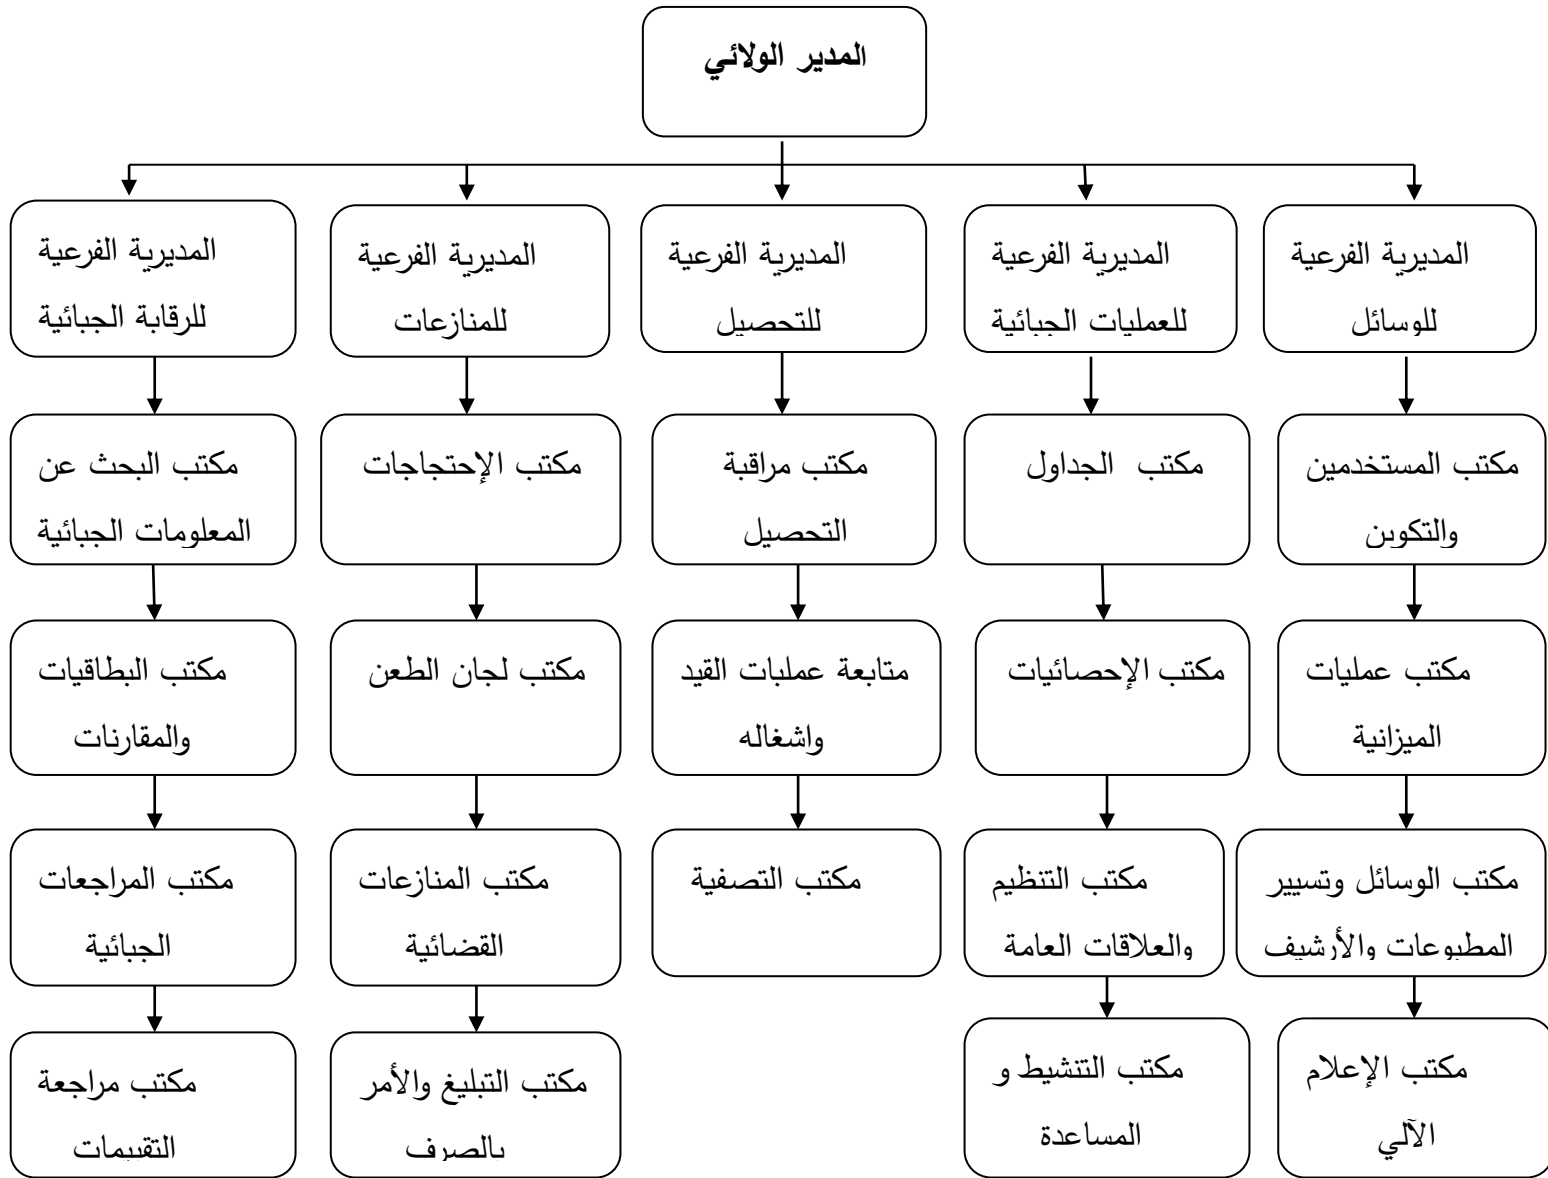 المدير الولائي
المديرية الفرعية
للوسائل
المديرية الفرعية
للعمليات الجبائية
المديرية الفرعية
للتحصيل
المديرية الفرعية
للمنازعات
المديرية الفرعية
للرقابة الجبائية
مكتب المستخدمين
والتكوين
مكتب الجداول
مكتب مراقبة
التحصيل
مكتب الإحتجاجات
مكتب البحث عن
المعلومات الجبائية
مكتب عمليات
الميزانية
مكتب الإحصائيات
متابعة عملبات القيد
واشغاله
مكتب لجان الطعن
مكتب البطاقيات
والمقارنات
مكتب الوسائل وتسيير
المطبوعات والأرشيف
مكتب التنظيم
والعلاقات العامة
مكتب التصفية
مكتب المنازعات
القضائية
مكتب المراجعات
الجبائية
مكتب الإعلام
الآلي
مكتب التنشيط و
المساعدة
مكتب التبليغ والأمر
بالصرف
مكتب مراجعة
التقييمات